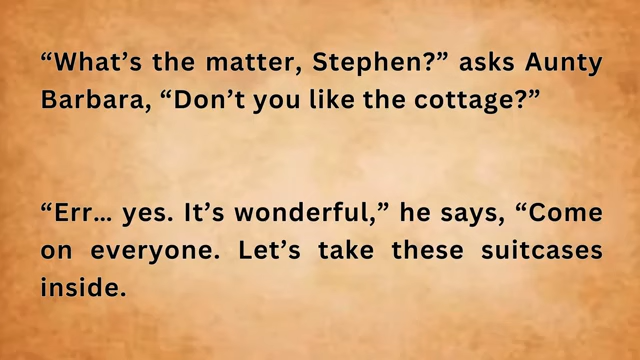 “What’s the matter, Stephen?” asks Aunty
Barbara, “Don’t you like the cottage?”
“Err... yes. It’s wonderful,” he says, “Come
on everyone. Let’s take these suitcases
inside.